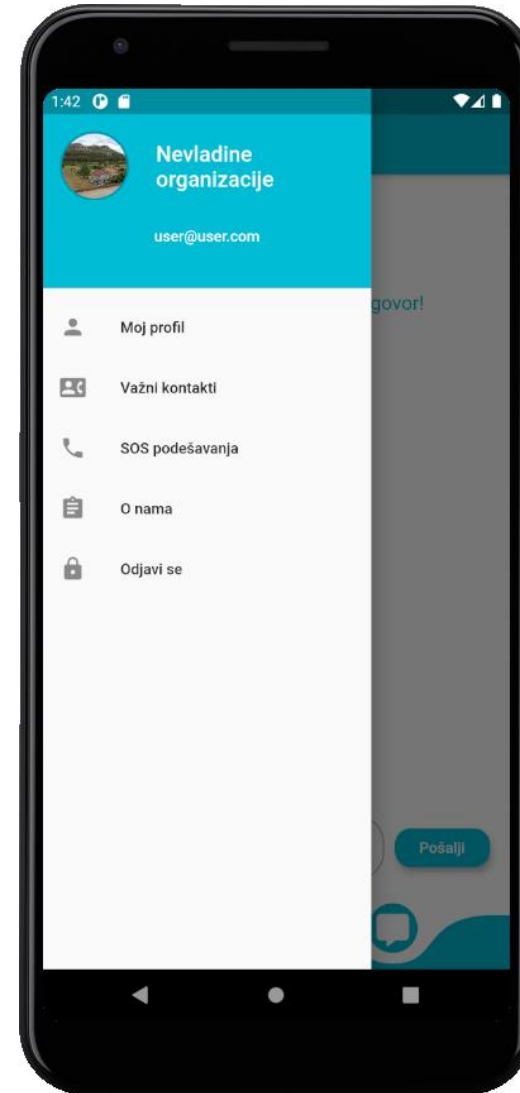 1:42
Nevladine
organizacije
user@user.com
govor!
Moj profil
Važni kontakti
SOS podešavanja
O nama
Odjavi se
Pošalji